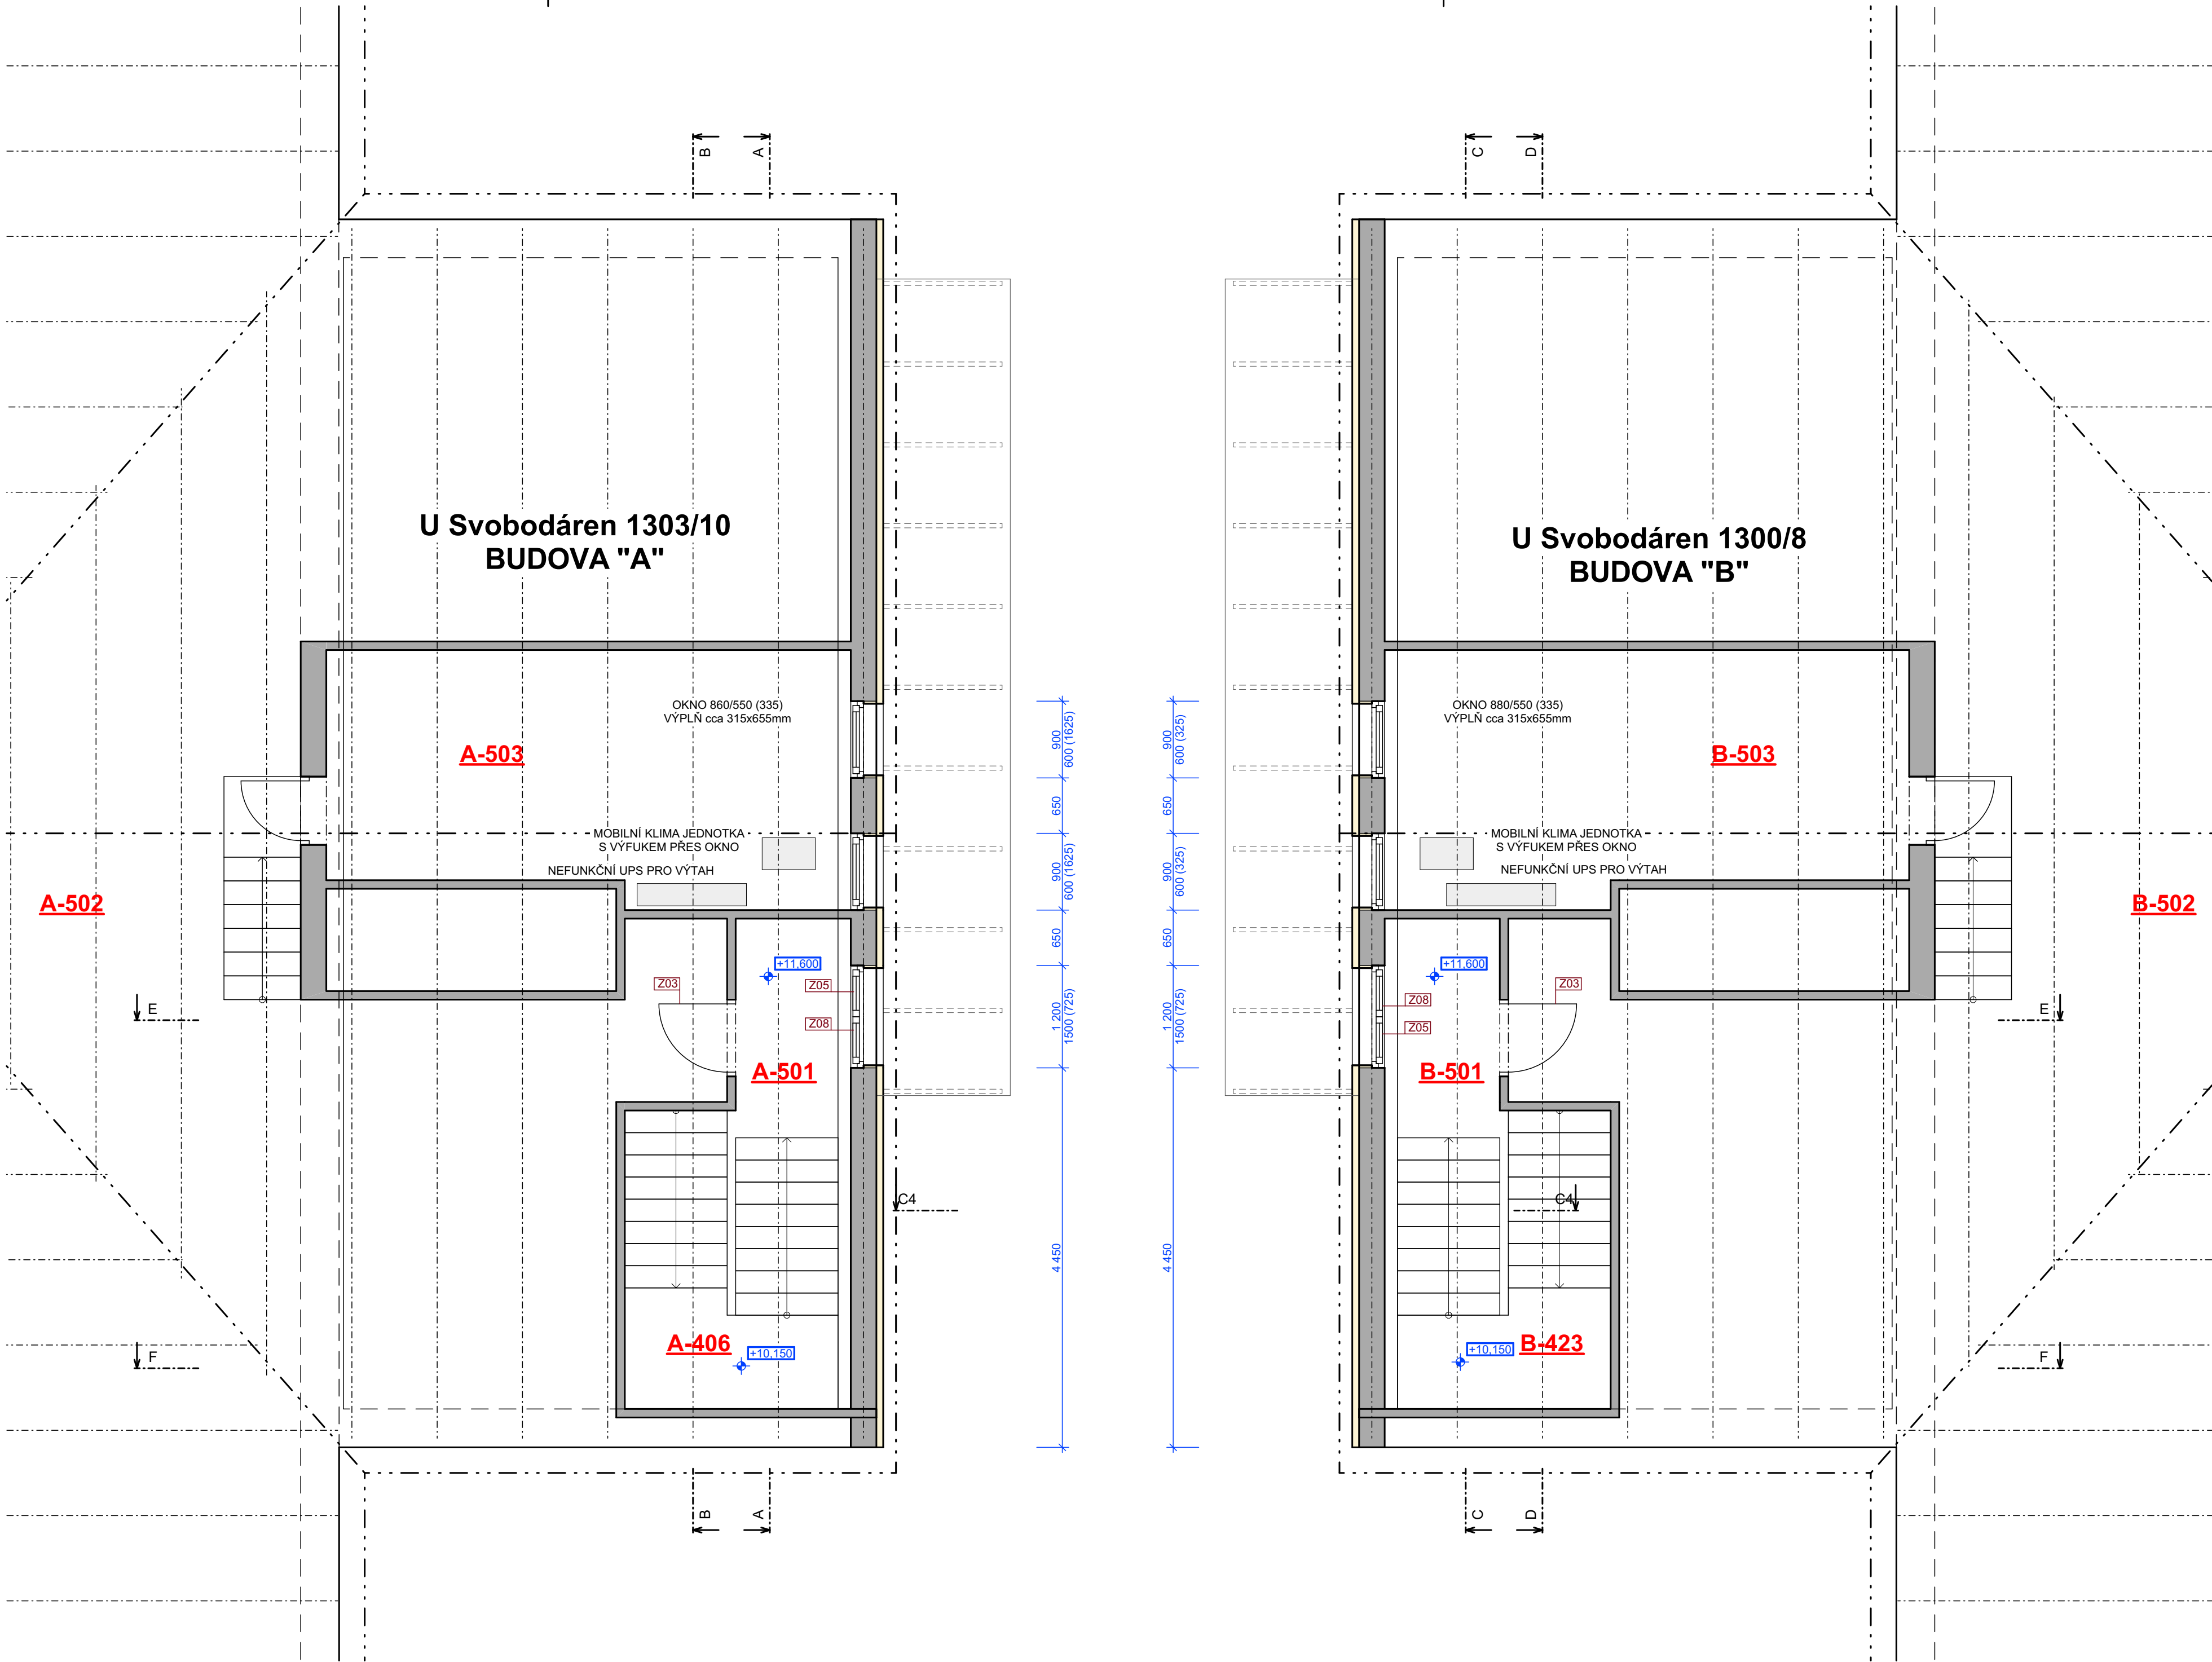 B
A
C
D
U Svobodáren 1303/10
BUDOVA "A"
U Svobodáren 1300/8
BUDOVA "B"
OKNO 860/550 (335)
VÝPLŇ cca 315x655mm
A-503
MOBILNÍ KLIMA JEDNOTKA
S VÝFUKEM PŘES OKNO
NEFUNKČNÍ UPS PRO VÝTAH
A-502
+11,600
Z03
Z05
Z08
A-501
E
C4
A-406
+10,150
F
B
A
900
600 (1625)
650
900
600 (1625)
650
1 200
1500 (725)
4 450
900
600 (325)
650
900
600 (325)
650
1 200
1500 (725)
4 450
OKNO 880/550 (335)
VÝPLŇ cca 315x655mm
B-503
MOBILNÍ KLIMA JEDNOTKA
S VÝFUKEM PŘES OKNO
NEFUNKČNÍ UPS PRO VÝTAH
B-502
+11,600
Z03
Z08
Z05
B-501
E
C4
+10,150
B-423
F
C
D